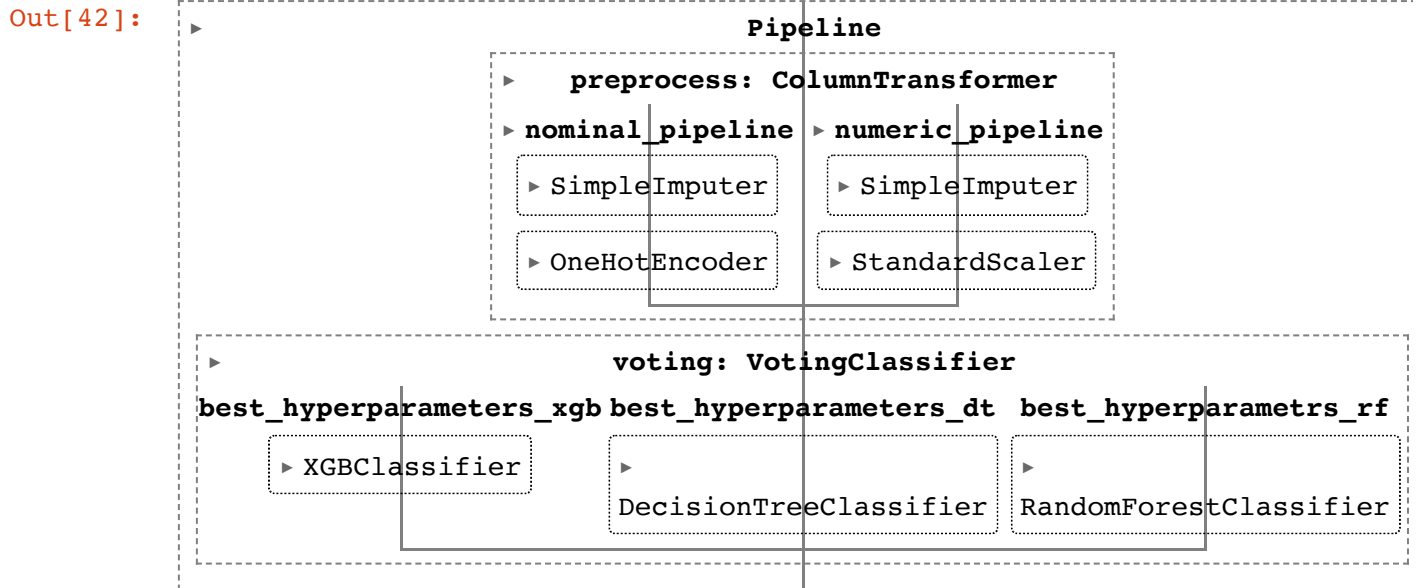 Out[42]:
Pipeline
preprocess: ColumnTransformer
nominal_pipeline numeric_pipeline
SimpleImputer SimpleImputer
OneHotEncoder StandardScaler
voting: VotingClassifier
best_hyperparameters_xgb best_hyperparameters_dt best_hyperparametrs_rf
XGBClassifier
DecisionTreeClassifier RandomForestClassifier